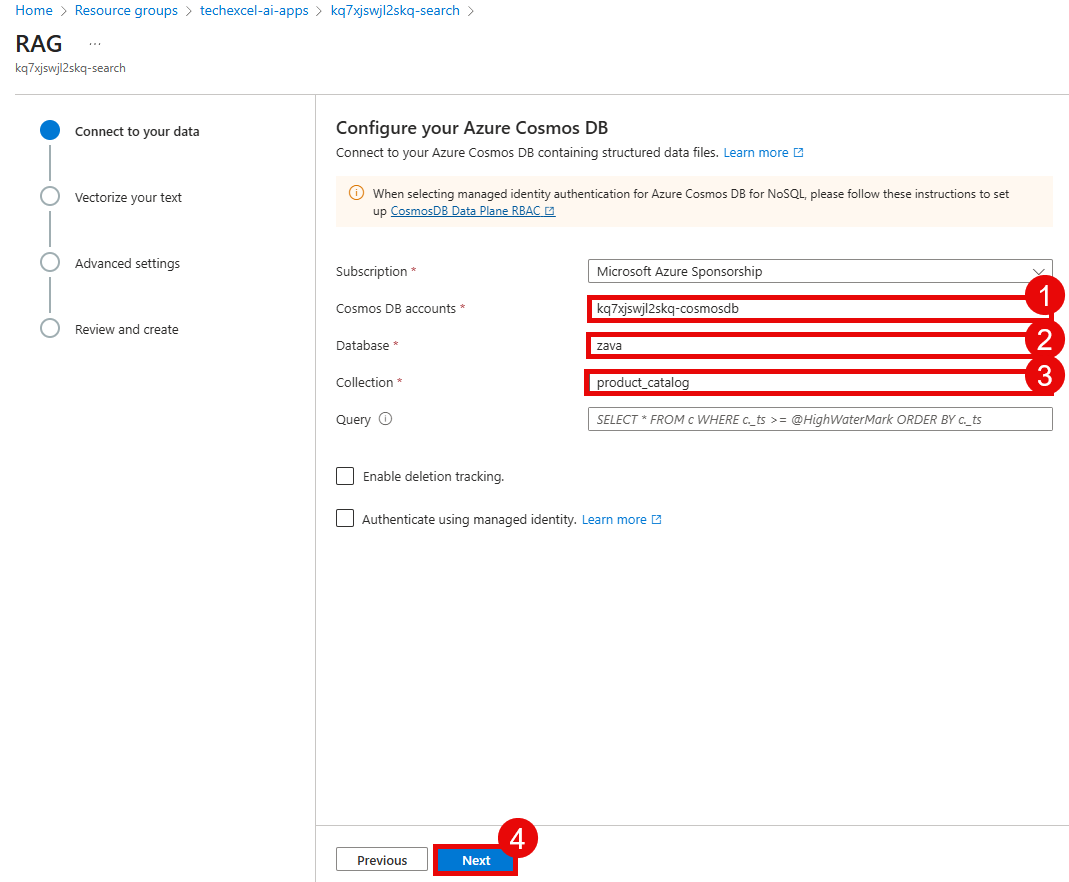 Home > Resource groups > techexcel-ai-apps > kq7xjswjl2skq-search >
RAG ...
kq7xjswjl2skq-search
Connect to your data
Vectorize your text
Advanced settings
Review and create
Configure your Azure Cosmos DB
Connect to your Azure Cosmos DB containing structured data files. Learn more
When selecting managed identity authentication for Azure Cosmos DB for NoSQL, please follow these instructions to set
up CosmosDB Data Plane RBAC
Subscription * Microsoft Azure Sponsorship
Cosmos DB accounts * kq7xjswjl2skq-cosmosdb 1
Database * zava 2
Collection * product_catalog 3
Query SELECT * FROM c WHERE c._ts >= @HighWaterMark ORDER BY c._ts
Enable deletion tracking.
Authenticate using managed identity. Learn more
Previous Next 4